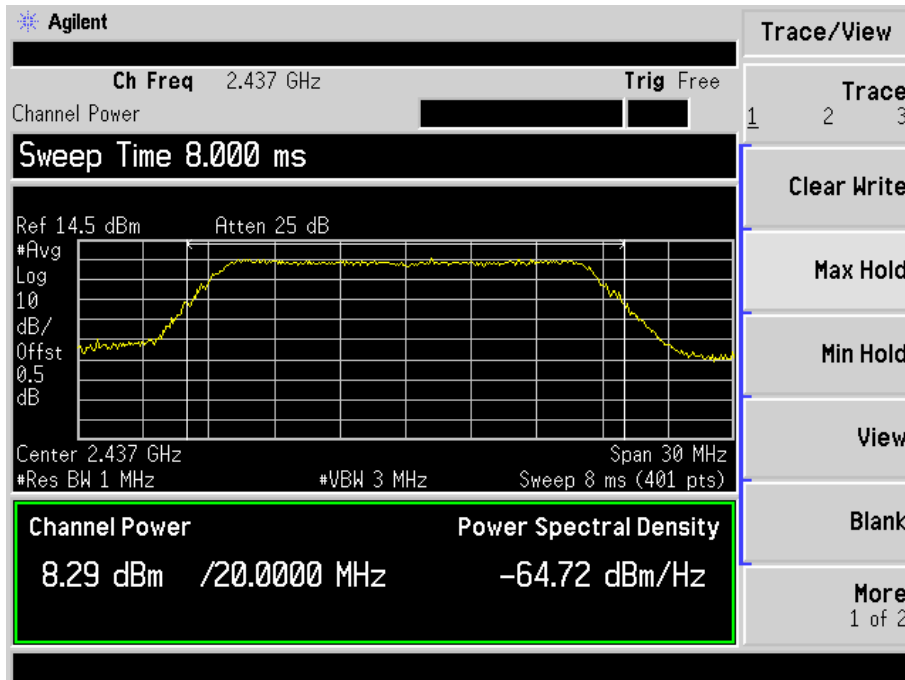 Agilent
Trace/View
Ch Freq 2.437 GHz Trig Free
Channel Power
Trace
1 2 3
Sweep Time 8.000 ms
Clear Write
Ref 14.5 dBm Atten 25 dB
#Avg
Log
10
dB/
Offst
0.5
dB
Max Hold
Min Hold
View
Center 2.437 GHz Span 30 MHz
#Res BW 1 MHz #VBW 3 MHz Sweep 8 ms (401 pts)
Channel Power Power Spectral Density
8.29 dBm /20.0000 MHz -64.72 dBm/Hz
Blank
More
1 of 2